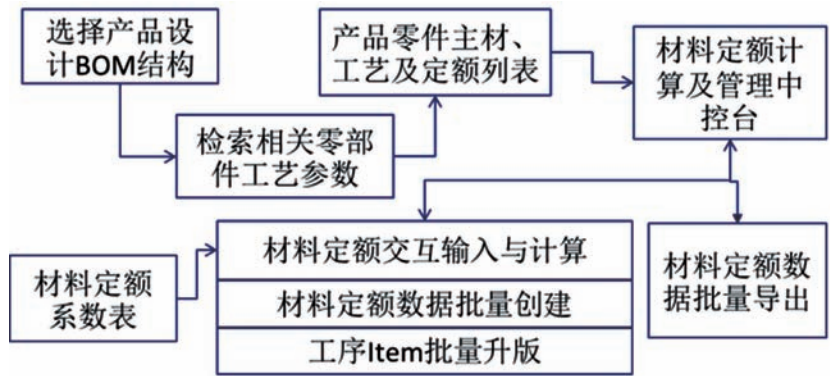 选择产品设
计BOM结构
产品零件主材、
工艺及定额列表
材料定额计
算及管理中
控台
检索相关零部
件工艺参数
材料定额
系数表
材料定额交互输入与计算
材料定额数据批量创建
工序Item批量升版
材料定额数
据批量导出